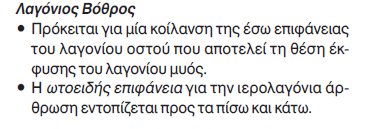 Λαγόνιος Βόθρος
• Πρόκειται για μία κοίλανση της έσω επιφάνειας
του λαγονίου οστού που αποτελεί τη θέση έκ-
φυσης του λαγονίου μυός.
• Η ωτοειδής επιφάνεια για την ιερολαγόνια άρ-
θρωση εντοπίζεται προς τα πίσω και κάτω.